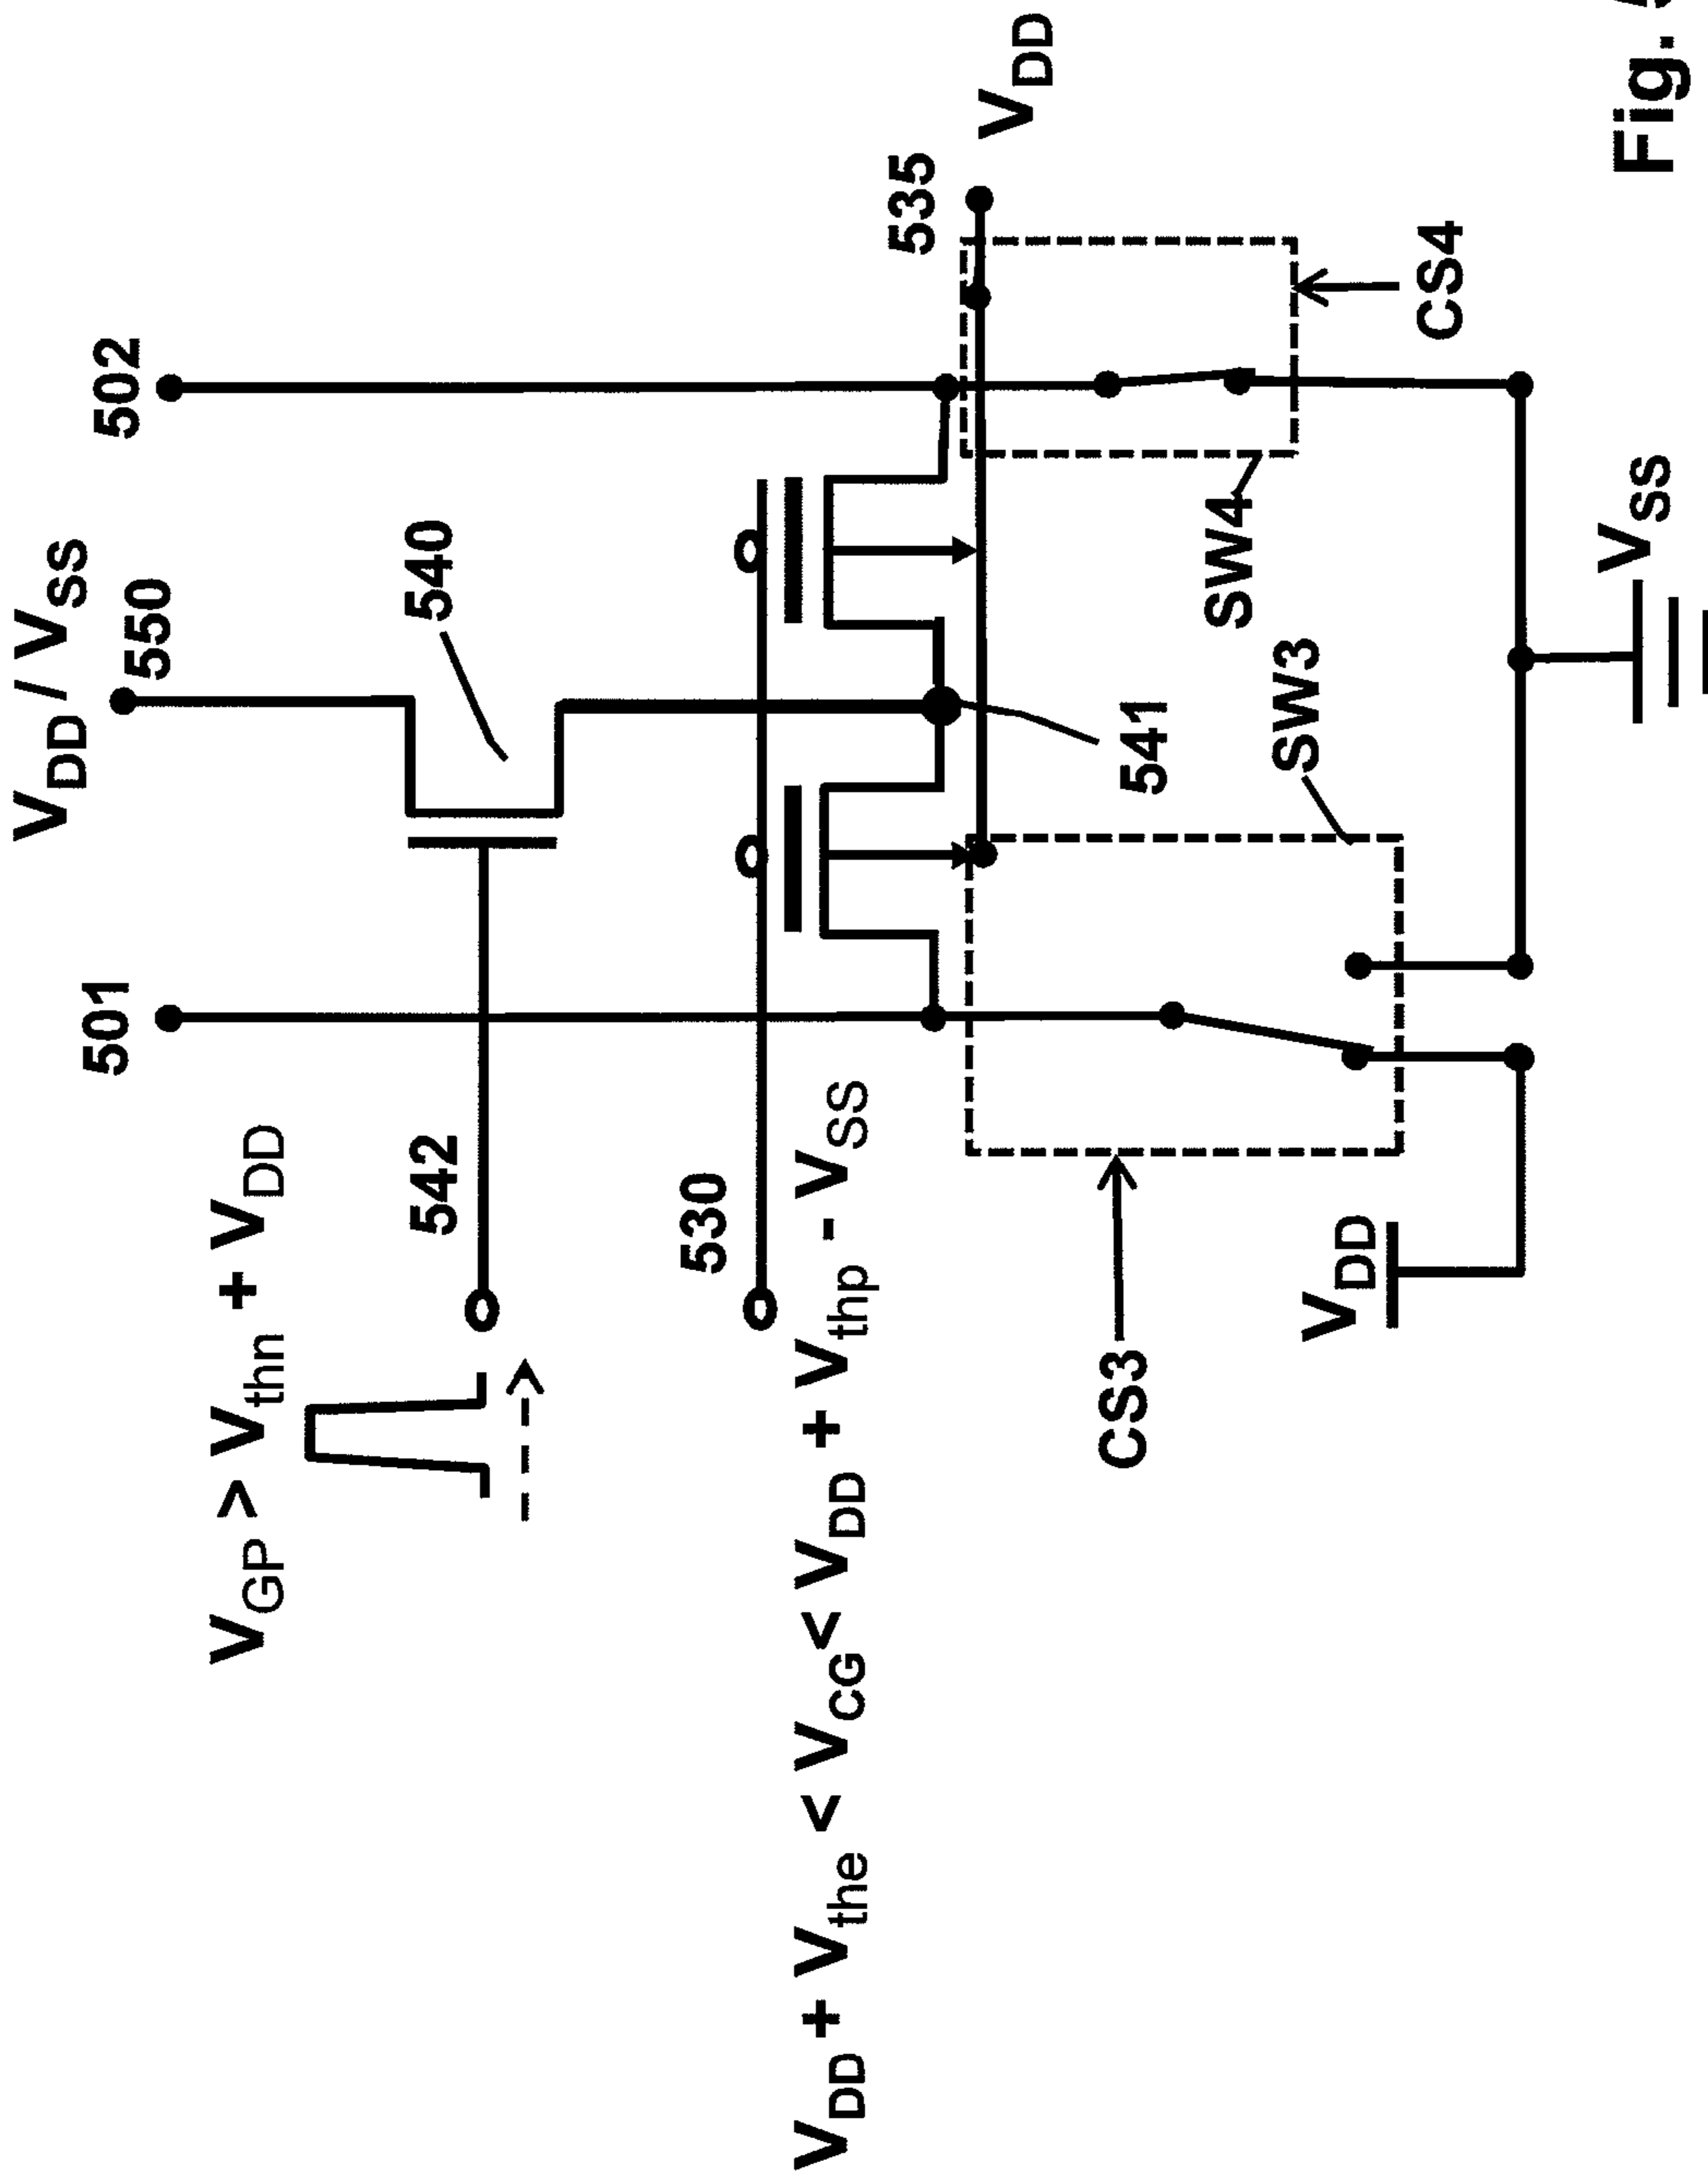 V_DD / V_SS
501
550
502
V_GP > V_thn + V_DD
542
540
530
V_DD + V_the < V_CG < V_DD + V_thp - V_SS
535
V_DD
CS3
541
SW4
SW3
V_DD
CS4
V_SS
Fig.